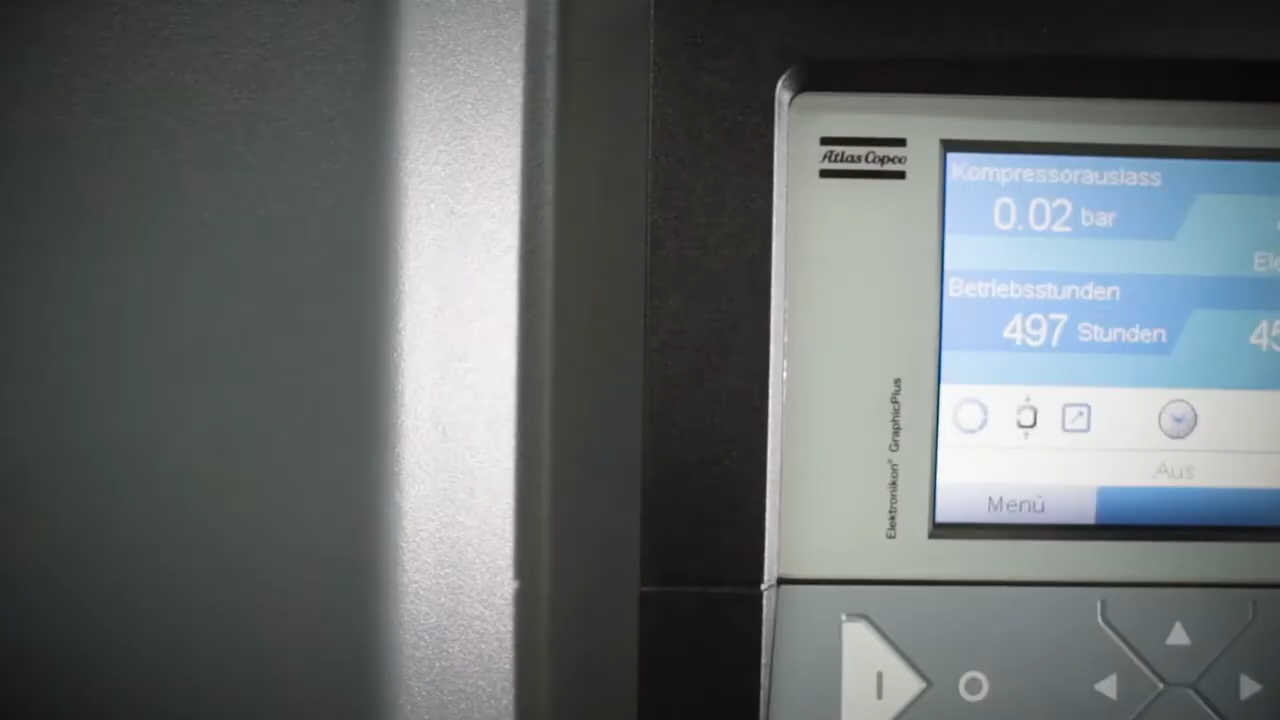 Atlas Copco
Kompressorauslass
0.02 bar
Betriebsstunden
497 Stunden
Aus
Menü
Elektronikon® GraphicPlus